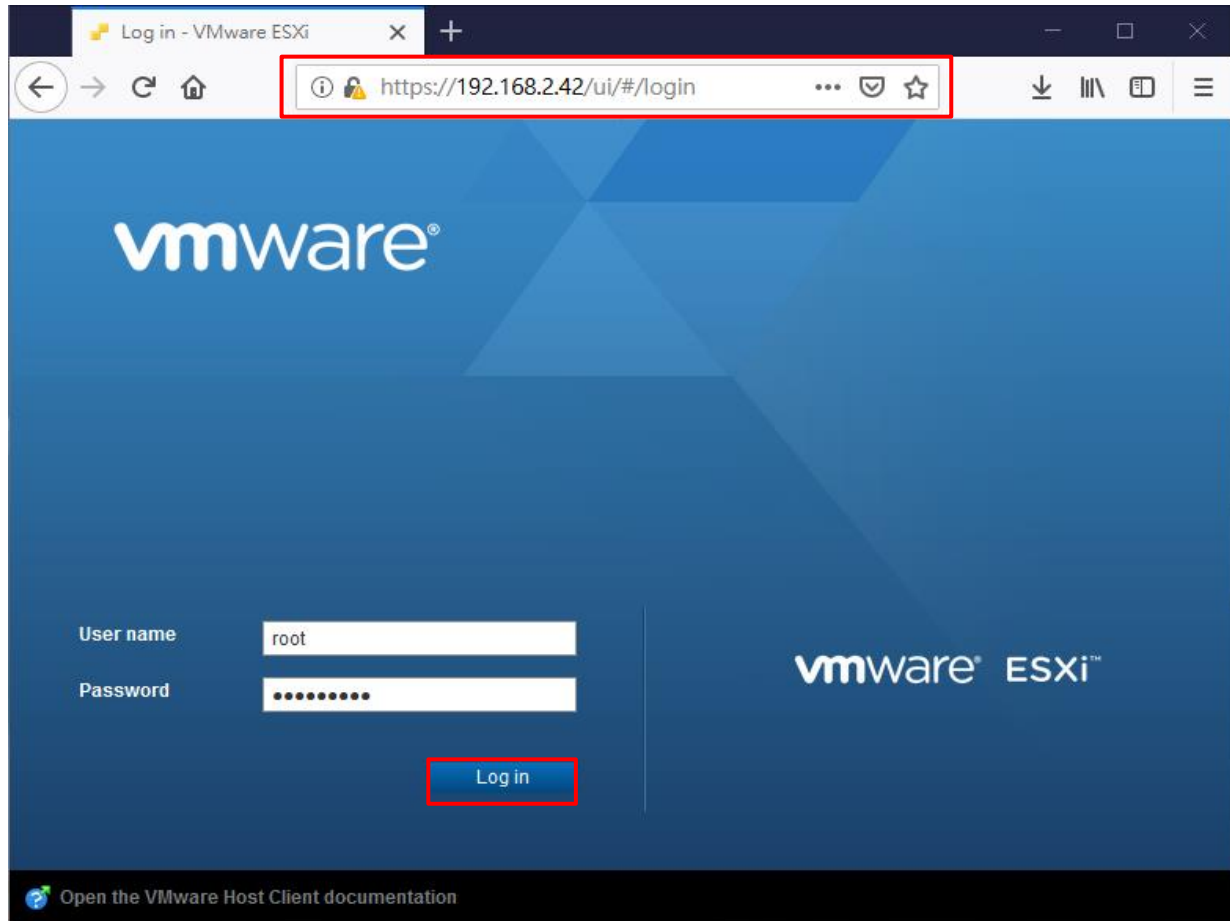 Log in - VMware ESXi
https://192.168.2.42/ui/#/login
vmware®
User name
root
Password
•••••••••
vmware® ESXi™
Log in
Open the VMware Host Client documentation